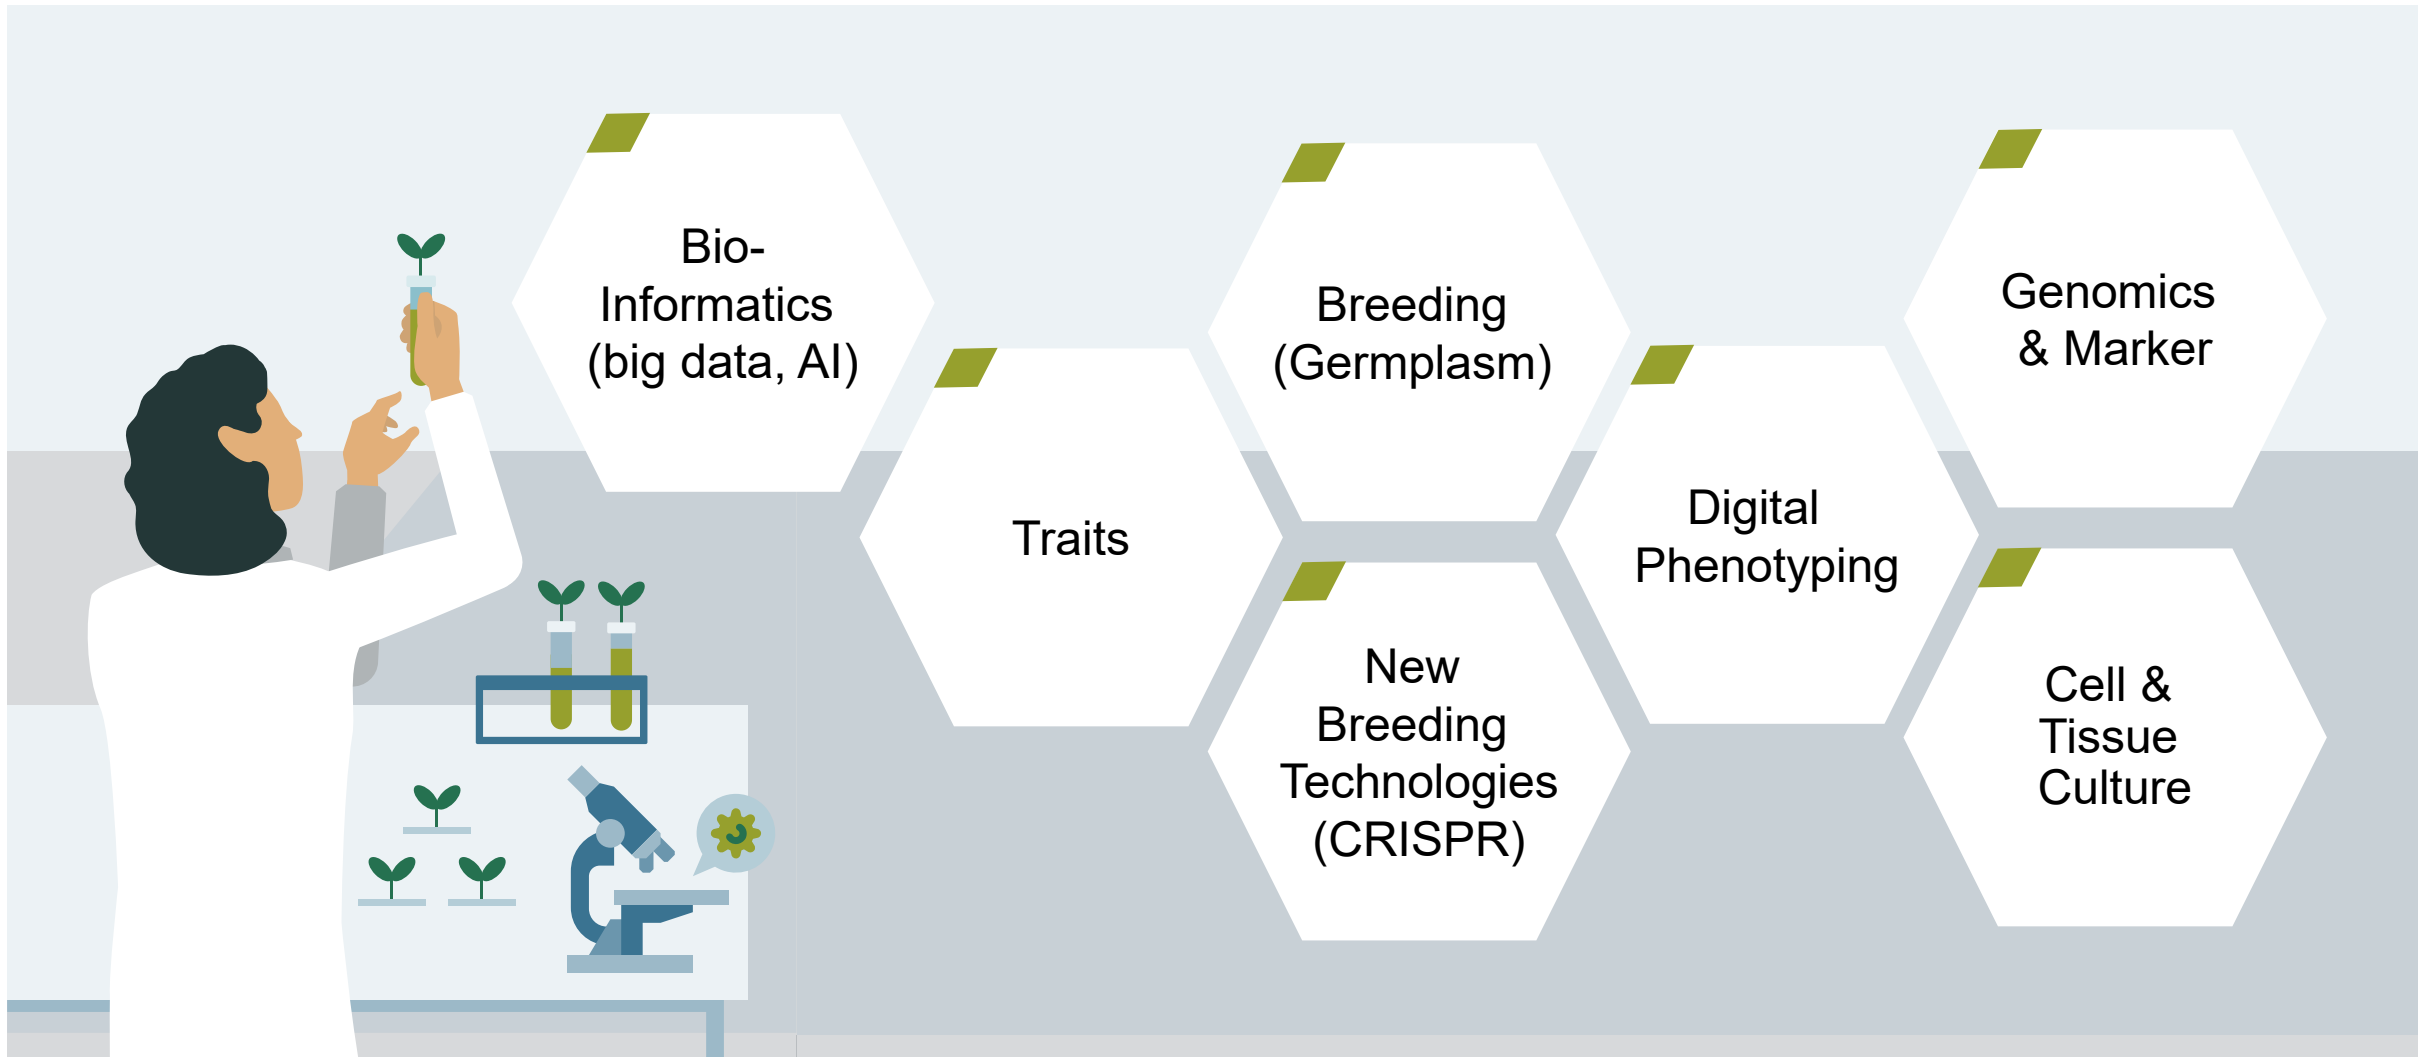 Bio-
Informatics
(big data, AI)
Traits
Breeding
(Germplasm)
New
Breeding
Technologies
(CRISPR)
Digital
Phenotyping
Genomics
& Marker
Cell &
Tissue
Culture